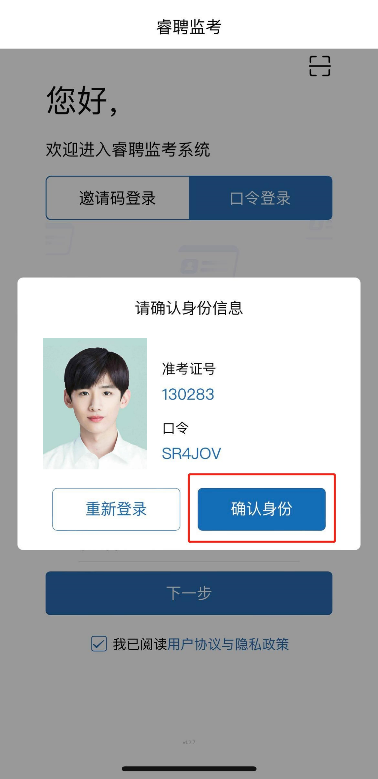 睿聘监考
您好，
欢迎进入睿聘监考系统
邀请码登录
口令登录
请确认身份信息
准考证号
130283
口令
SR4JOV
重新登录
确认身份
下一步
我已阅读用户协议与隐私政策